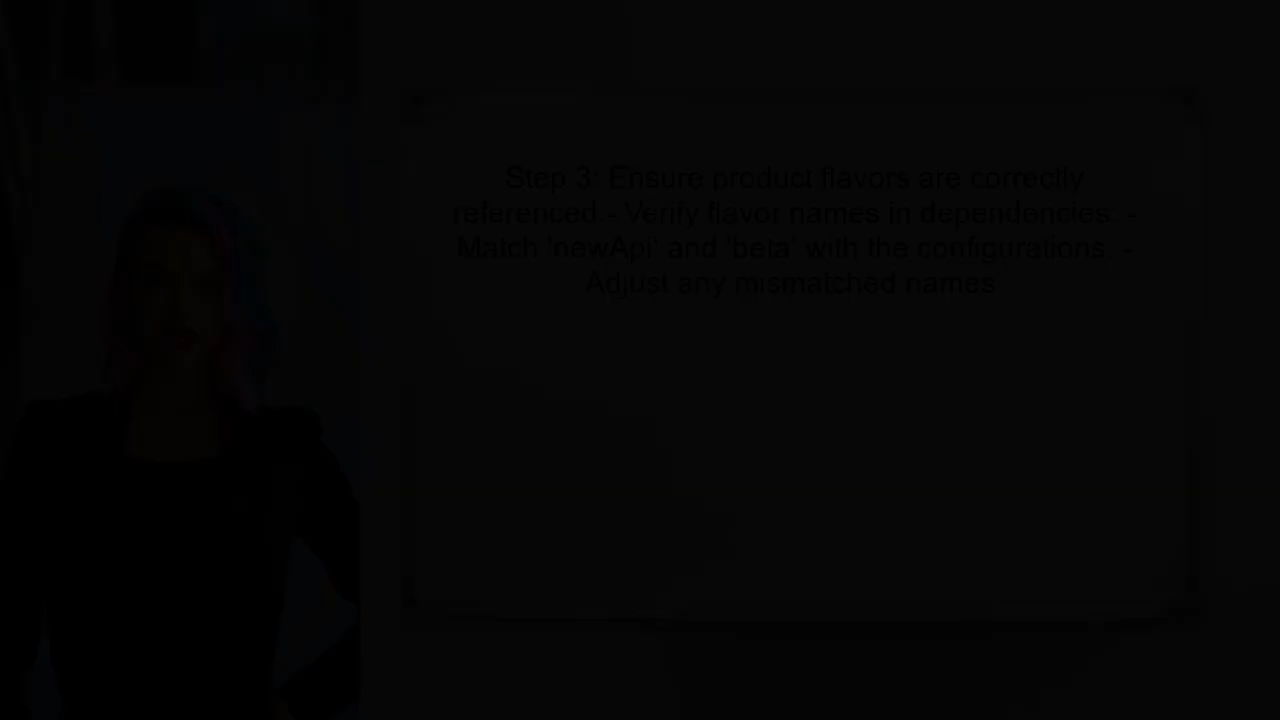 Step 3: Ensure product flavors are correctly
referenced.- Verify flavor names in dependencies. -
Match 'newApi' and 'beta' with the configurations. -
Adjust any mismatched names